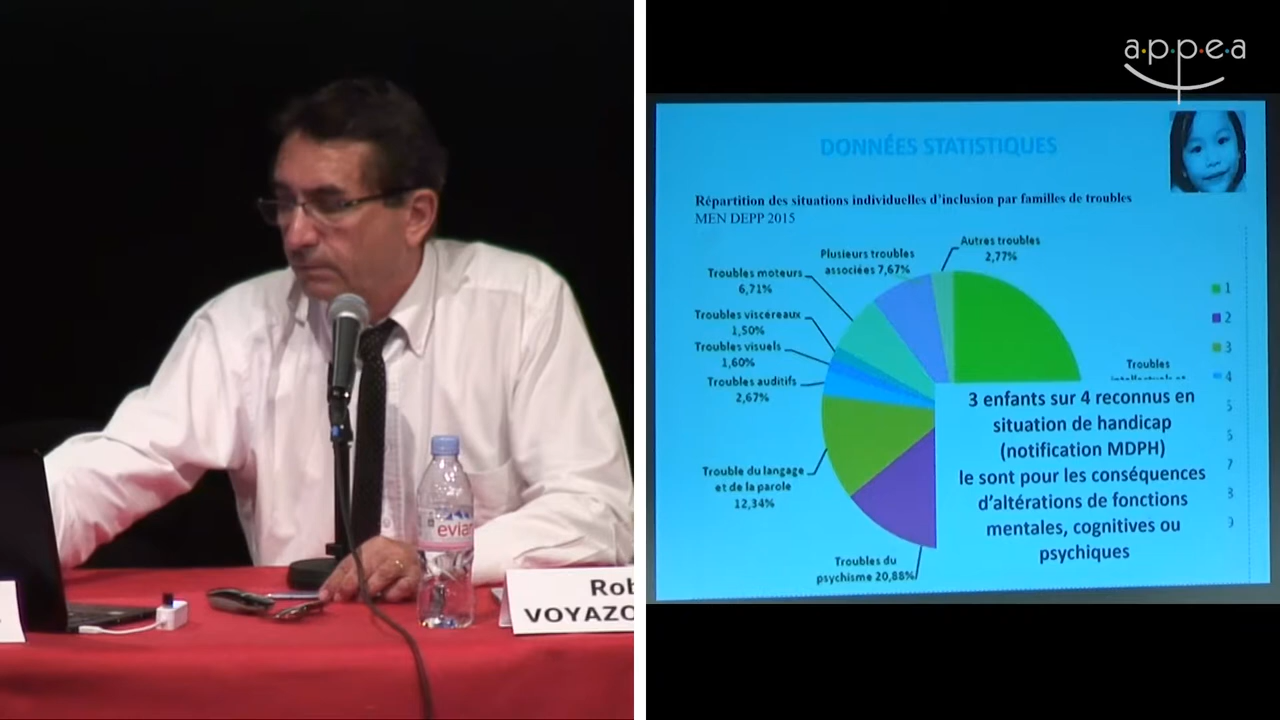 evian
Rob
VOYAZO
a·p·p·e·a
DONNÉES STATISTIQUES
Répartition des situations individuelles d'inclusion par familles de troubles
MEN DEPP 2015
Autres troubles
2,77%
Plusieurs troubles
associées 7,67%
Troubles moteurs
6,71%
Troubles viscéreaux
1,50%
Troubles visuels
1,60%
Troubles auditifs
2,67%
Trouble du langage
et de la parole
12,34%
Troubles du
psychisme 20,88%
Troubles
3 enfants sur 4 reconnus en
situation de handicap
(notification MDPH)
le sont pour les conséquences
d'altérations de fonctions
mentales, cognitives ou
psychiques
1
2
3
4
5